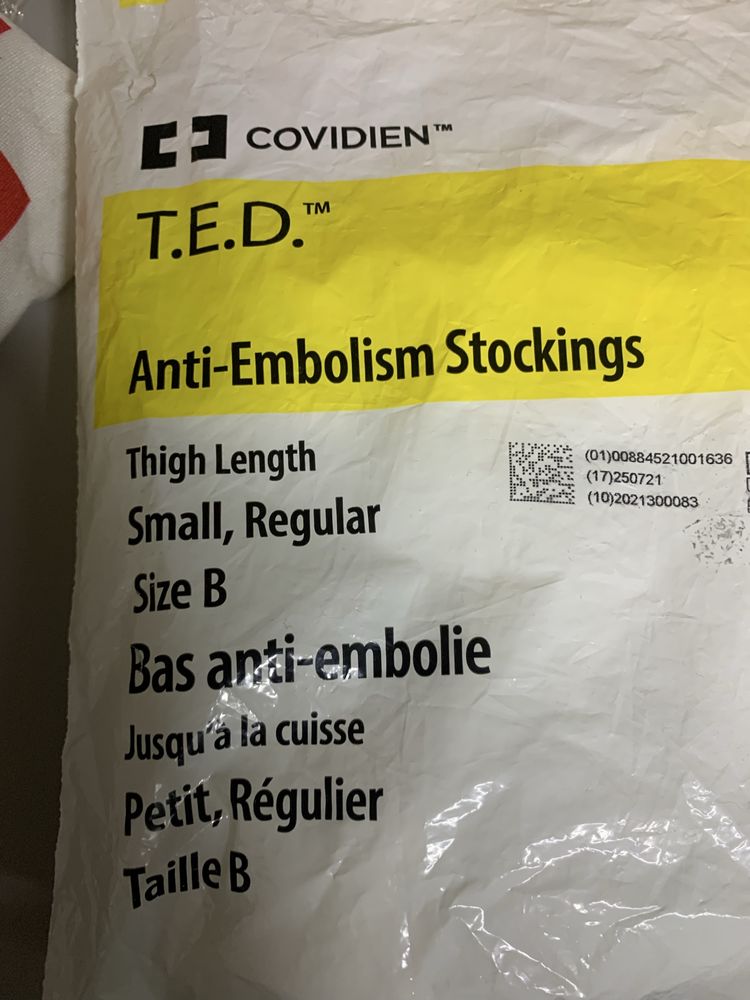 COVIDIEN™
T.E.D.™
Anti-Embolism Stockings
Thigh Length
Small, Regular
Size B
(01)00884521001636
(17)250721
(10)2021300083
Bas anti-embolie
Jusqu'à la cuisse
Petit, Régulier
Taille B